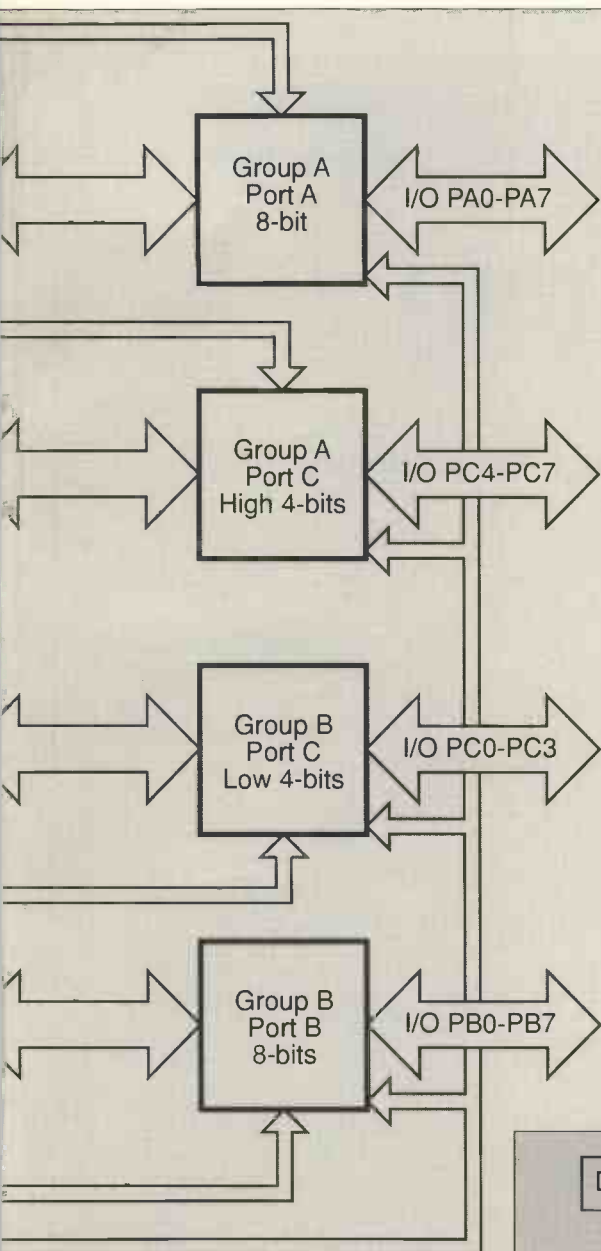 Group A
Port A
8-bit
I/O PA0-PA7
Group A
Port C
High 4-bits
I/O PC4-PC7
Group B
Port C
Low 4-bits
I/O PC0-PC3
Group B
Port B
8-bits
I/O PB0-PB7